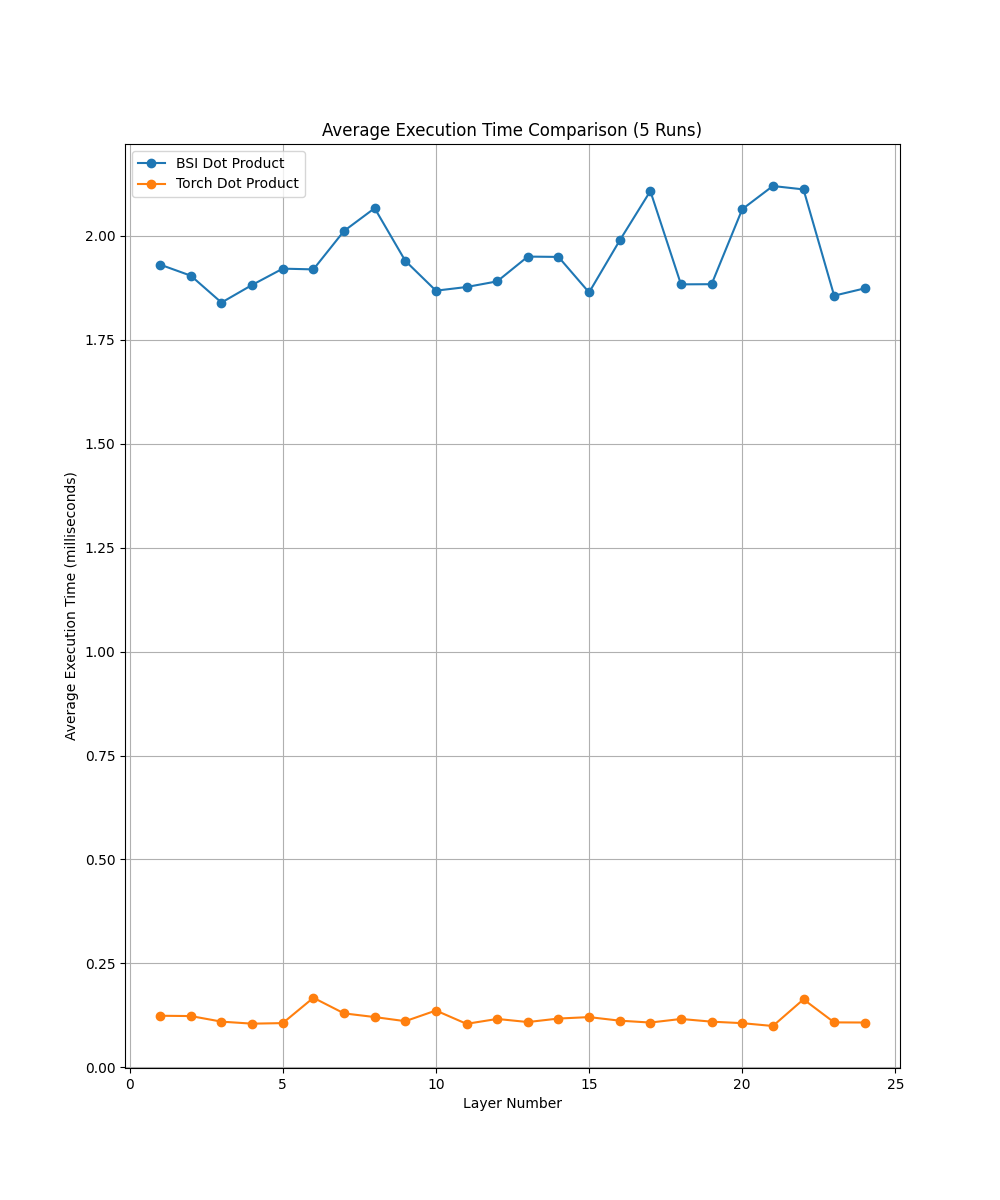 Average Execution Time Comparison (5 Runs)
BSI Dot Product
Torch Dot Product
Average Execution Time (milliseconds)
2.00
1.75
1.50
1.25
1.00
0.75
0.50
0.25
0.00
0 5 10 15 20 25
Layer Number